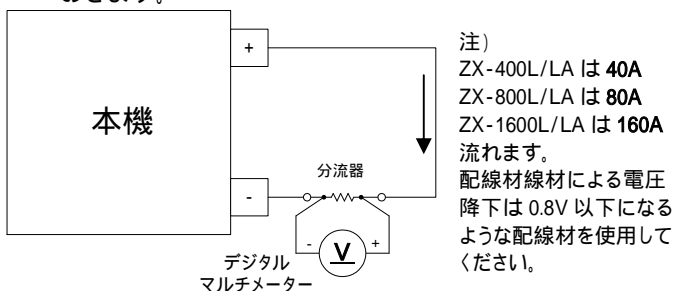 おきます。
+
本機
-
分流器
-
V
+
デジタル
マルチメーター
注)
ZX-400L/LA は 40A
ZX-800L/LA は 80A
ZX-1600L/LA は 160A
流れます。
配線材線材による電圧
降下は 0.8V 以下になる
ような配線材を使用して
ください。